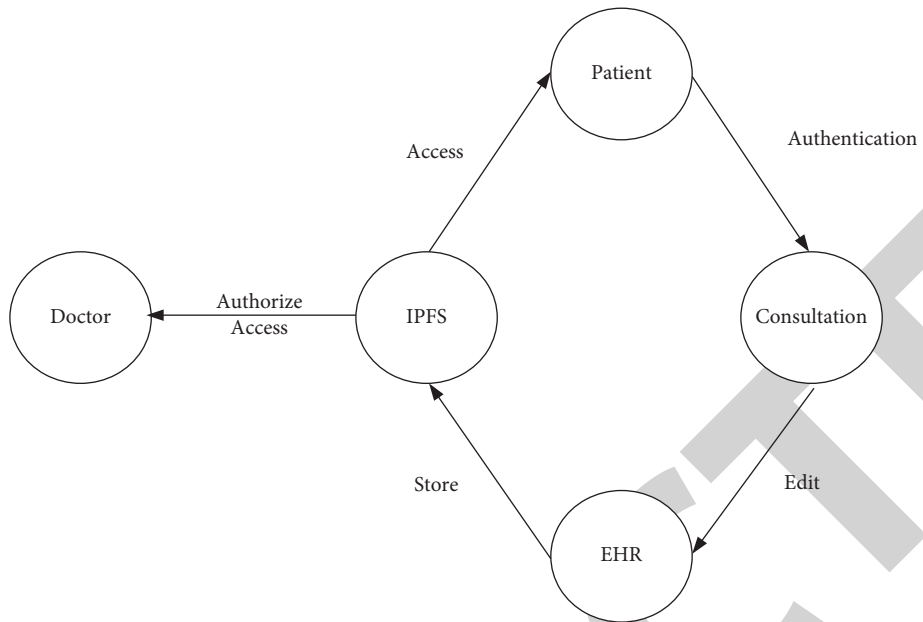 Patient
Authentication
Access
Doctor
Authorize
Access
IPFS
Consultation
Store
Edit
EHR